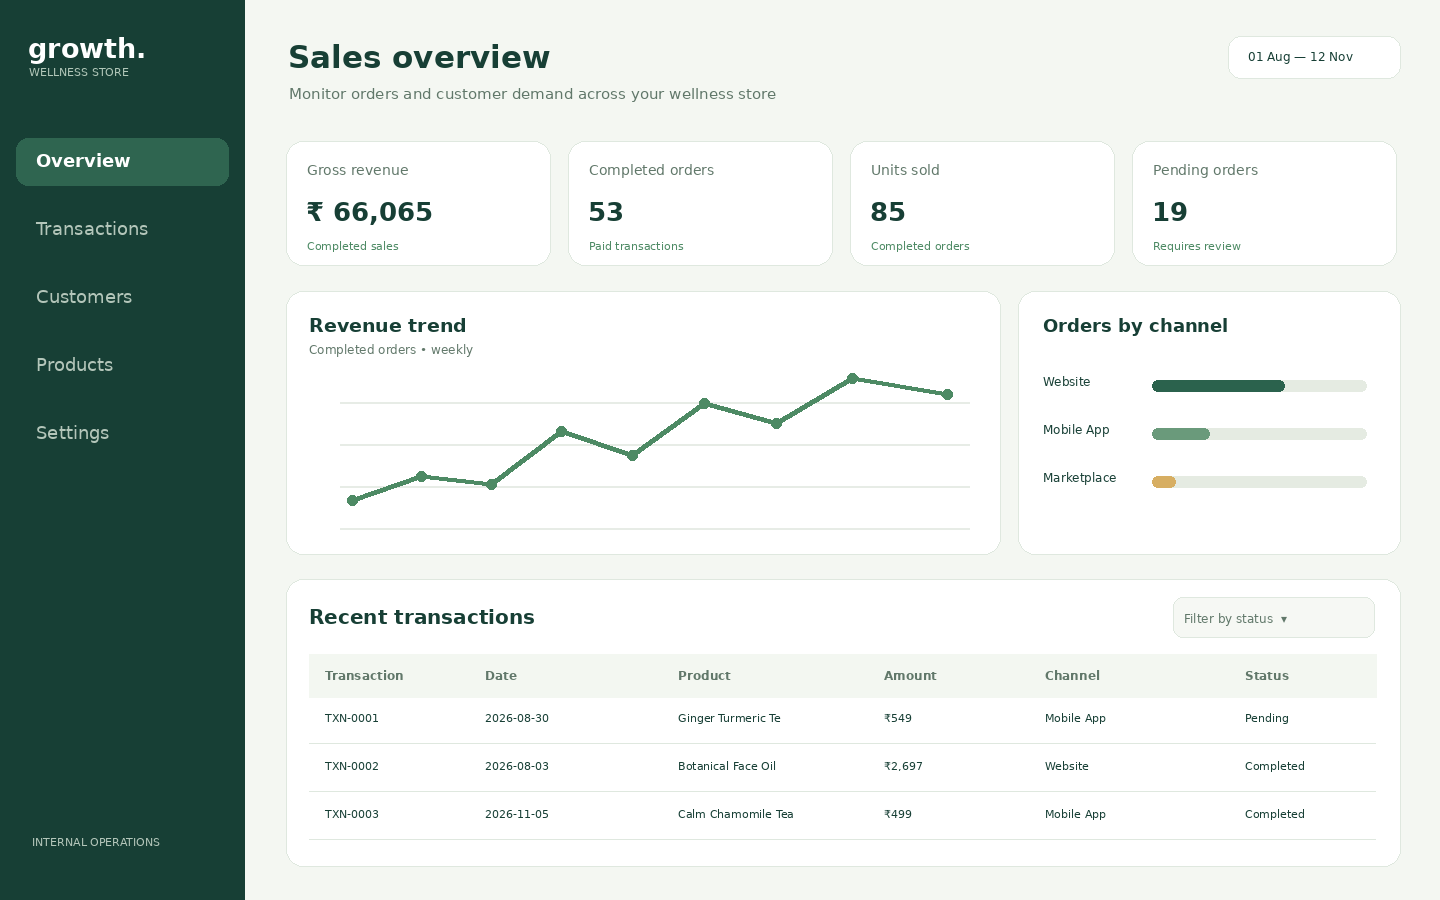 growth.
WELLNESS STORE
Overview
Transactions
Customers
Products
Settings
INTERNAL OPERATIONS
Sales overview
Monitor orders and customer demand across your wellness store
01 Aug — 12 Nov
Gross revenue
₹ 66,065
Completed sales
Completed orders
53
Paid transactions
Units sold
85
Completed orders
Pending orders
19
Requires review
Revenue trend
Completed orders • weekly
Orders by channel
Website
Mobile App
Marketplace
Recent transactions
Filter by status ▾
Transaction Date Product Amount Channel Status
TXN-0001 2026-08-30 Ginger Turmeric Te ₹549 Mobile App Pending
TXN-0002 2026-08-03 Botanical Face Oil ₹2,697 Website Completed
TXN-0003 2026-11-05 Calm Chamomile Tea ₹499 Mobile App Completed